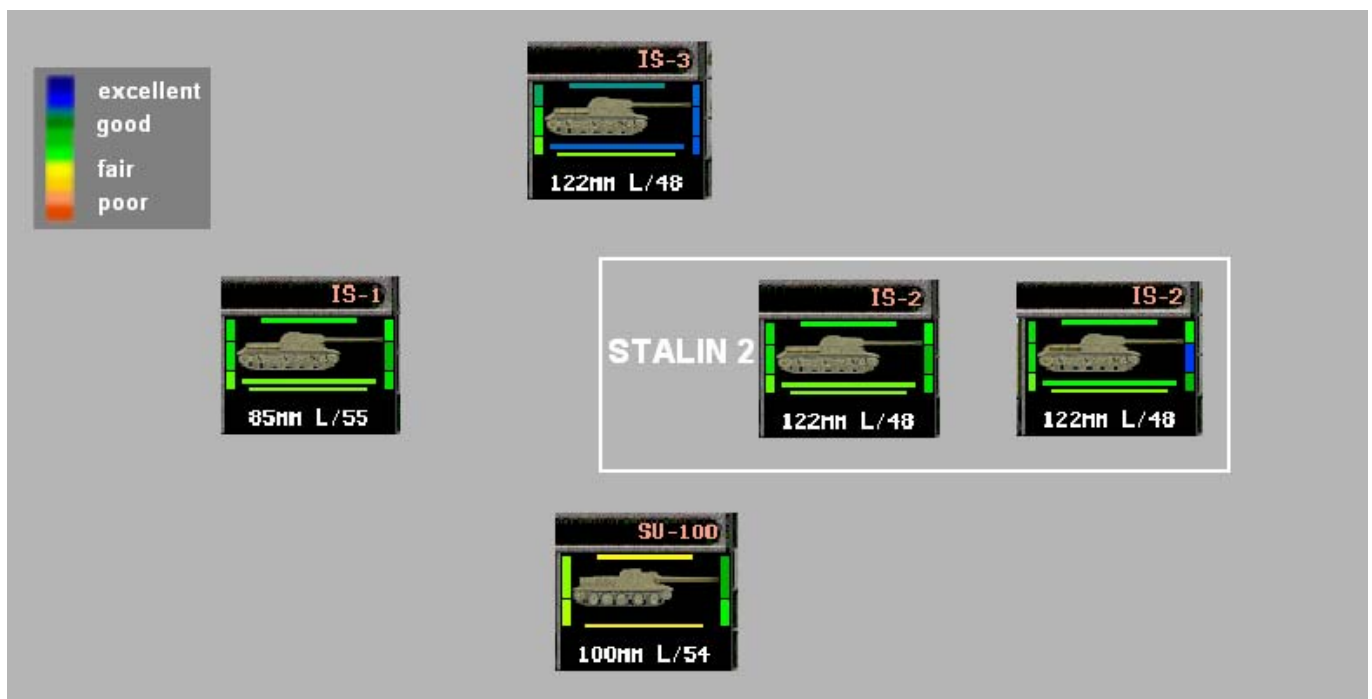 excellent
good
fair
poor
IS-3
122mm L/48
IS-1
85mm L/55
STALIN 2
IS-2
122mm L/48
IS-2
122mm L/48
SU-100
100mm L/54